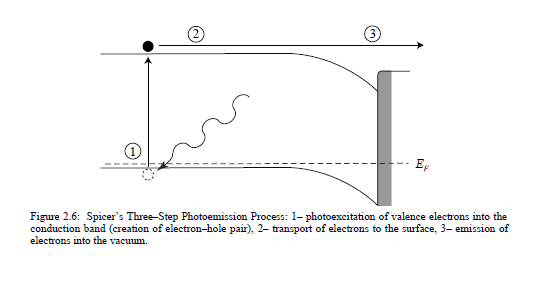 ②
③
①
E_F
Figure 2.6: Spicer's Three–Step Photoemission Process: 1– photoexcitation of valence electrons into the
conduction band (creation of electron–hole pair), 2– transport of electrons to the surface, 3– emission of
electrons into the vacuum.